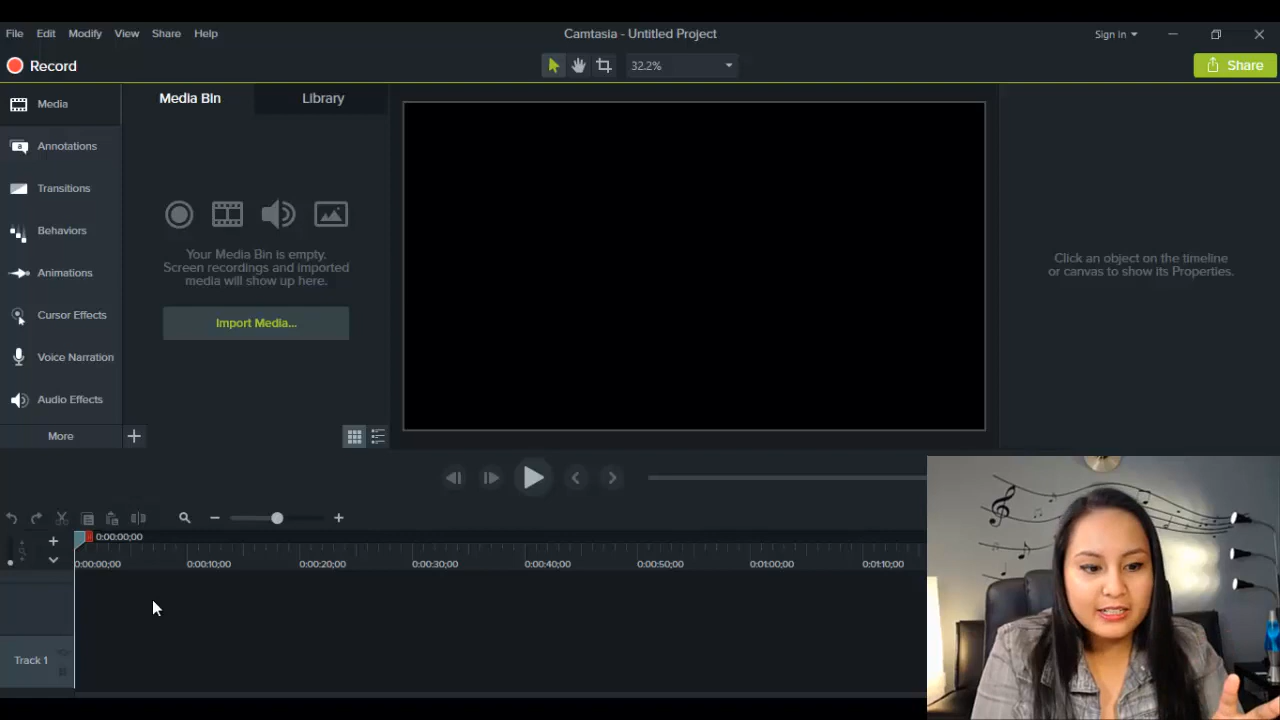 File Edit Modify View Share Help
Camtasia - Untitled Project
Sign in
Record
32.2%
Share
Media
Annotations
Transitions
Behaviors
Animations
Cursor Effects
Voice Narration
Audio Effects
More
Media Bin Library
Your Media Bin is empty.
Screen recordings and imported
media will show up here.
Import Media...
Click an object on the timeline
or canvas to show its Properties.
0:00:00;00
0:00:00;00 0:00:10;00 0:00:20;00 0:00:30;00 0:00:40;00 0:00:50;00 0:01:00;00 0:01:10;00
Track 1